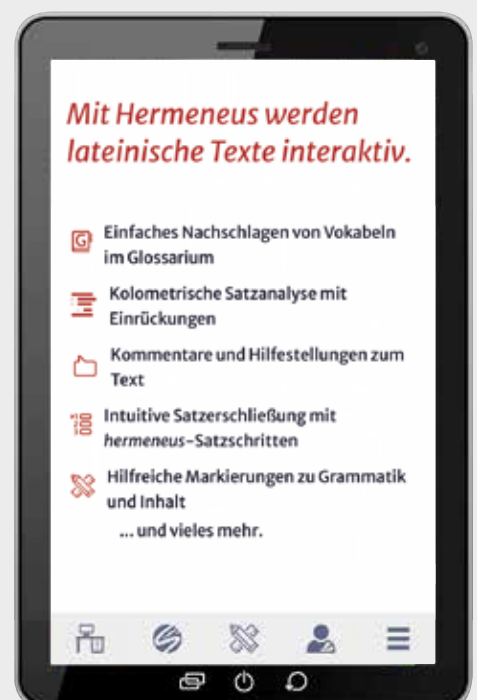 Mit Hermeneus werden
lateinische Texte interaktiv.
Einfaches Nachschlagen von Vokabeln
im Glossarium
Kolometrische Satzanalyse mit
Einrückungen
Kommentare und Hilfestellungen zum
Text
Intuitive Satzerschließung mit
hermeneus-Satzschritten
Hilfreiche Markierungen zu Grammatik
und Inhalt
... und vieles mehr.